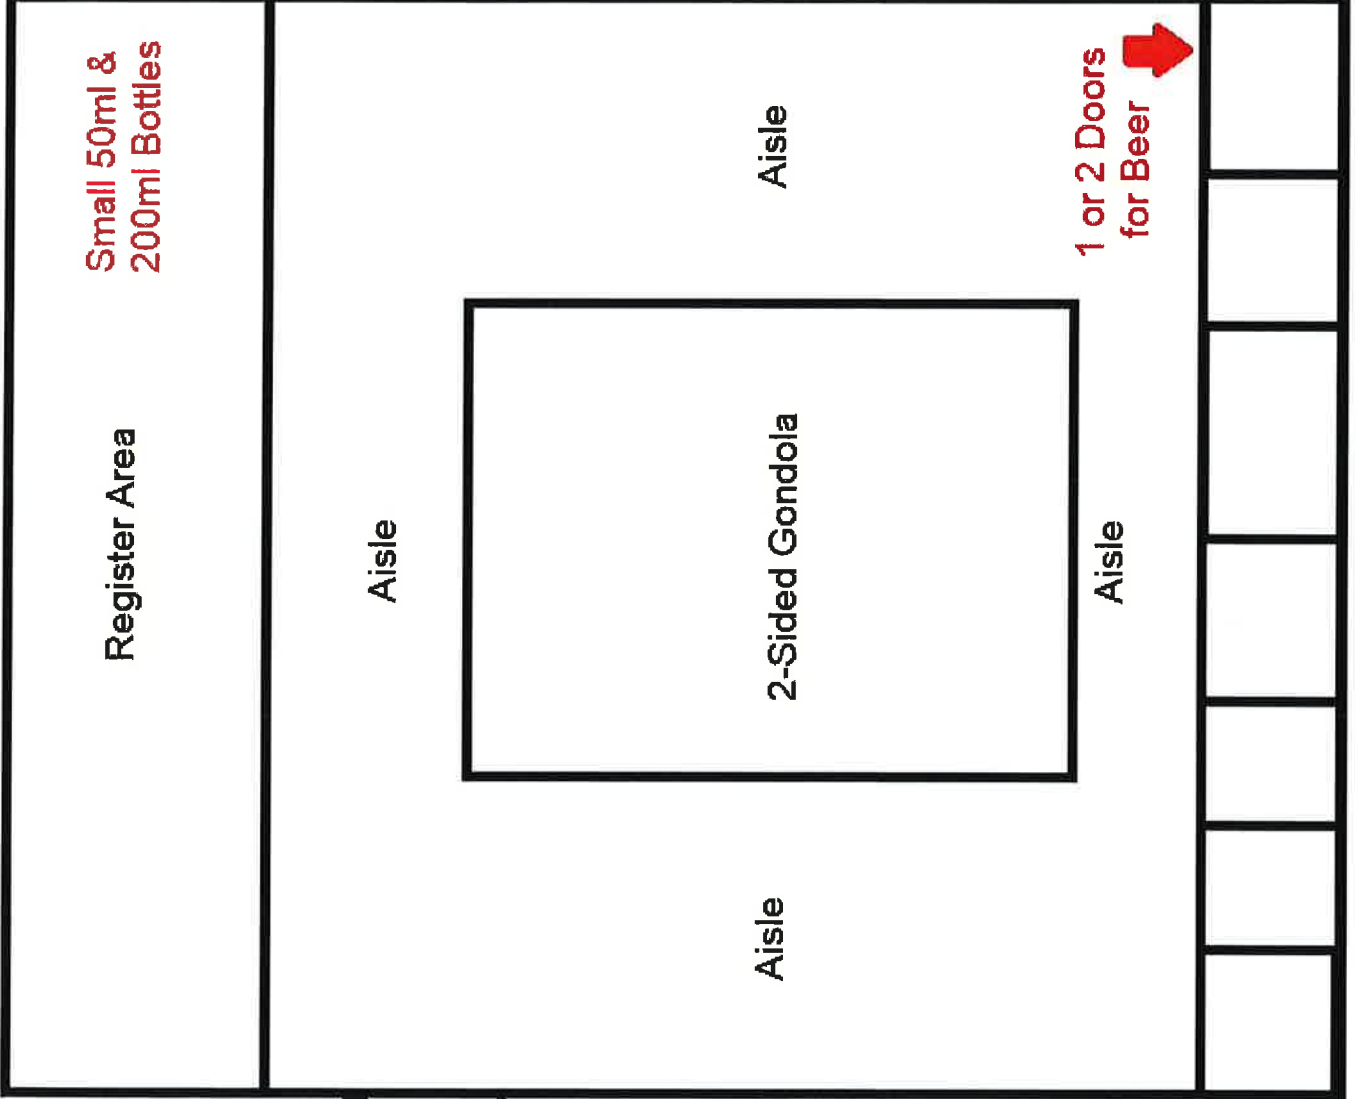 Small 50ml &
200ml Bottles
Register Area
Aisle
Aisle
2-Sided Gondola
Aisle
Aisle
1 or 2 Doors
for Beer